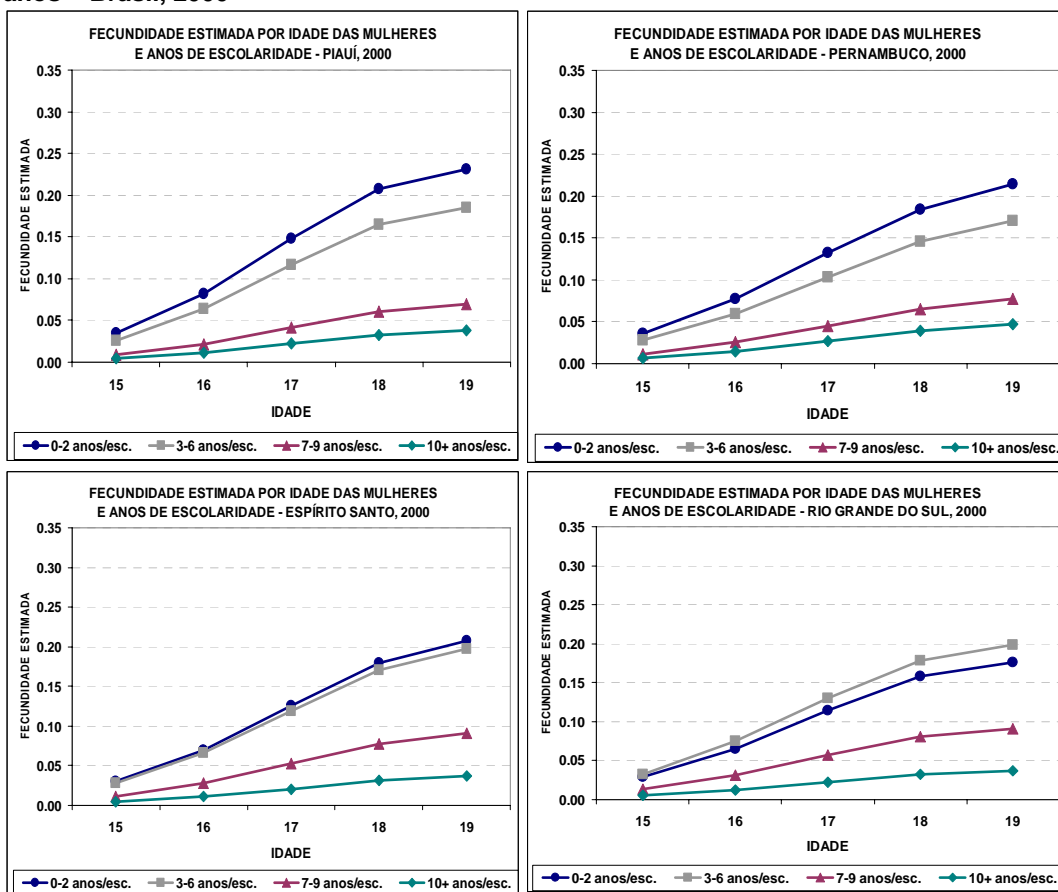 anos – Brasil, 2000
FECUNDIDADE ESTIMADA POR IDADE DAS MULHERES
E ANOS DE ESCOLARIDADE - PIAUÍ, 2000
0.35
0.30
0.25
0.20
0.15
0.10
0.05
0.00
FECUNDIDADE ESTIMADA
15 16 17 18 19
IDADE
0-2 anos/esc. 3-6 anos/esc. 7-9 anos/esc. 10+ anos/esc.
FECUNDIDADE ESTIMADA POR IDADE DAS MULHERES
E ANOS DE ESCOLARIDADE - PERNAMBUCO, 2000
0.35
0.30
0.25
0.20
0.15
0.10
0.05
0.00
FECUNDIDADE ESTIMADA
15 16 17 18 19
IDADE
0-2 anos/esc. 3-6 anos/esc. 7-9 anos/esc. 10+ anos/esc.
FECUNDIDADE ESTIMADA POR IDADE DAS MULHERES
E ANOS DE ESCOLARIDADE - ESPÍRITO SANTO, 2000
0.35
0.30
0.25
0.20
0.15
0.10
0.05
0.00
FECUNDIDADE ESTIMADA
15 16 17 18 19
IDADE
0-2 anos/esc. 3-6 anos/esc. 7-9 anos/esc. 10+ anos/esc.
FECUNDIDADE ESTIMADA POR IDADE DAS MULHERES
E ANOS DE ESCOLARIDADE - RIO GRANDE DO SUL, 2000
0.35
0.30
0.25
0.20
0.15
0.10
0.05
0.00
FECUNDIDADE ESTIMADA
15 16 17 18 19
IDADE
0-2 anos/esc. 3-6 anos/esc. 7-9 anos/esc. 10+ anos/esc.